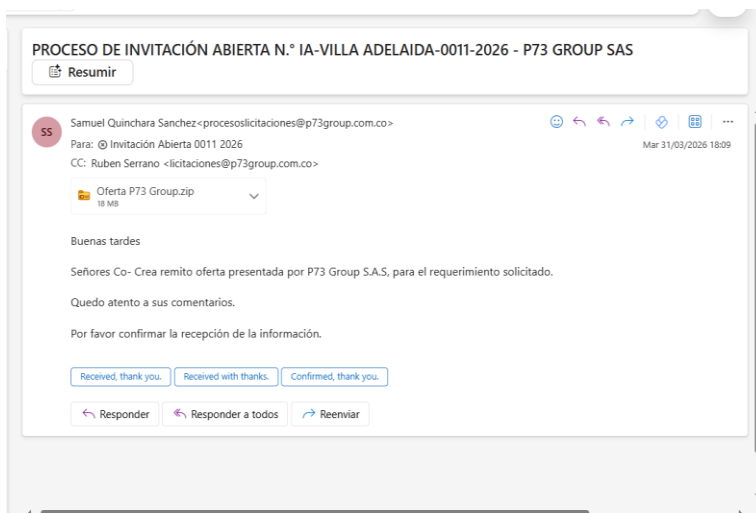 PROCESO DE INVITACIÓN ABIERTA N.° IA-VILLA ADELAIDA-0011-2026 - P73 GROUP SAS
Resumir
SS
Samuel Quinchara Sanchez<procesoslicitaciones@p73group.com.co>
Para: Invitación Abierta 0011 2026
Mar 31/03/2026 18:09
CC: Ruben Serrano <licitaciones@p73group.com.co>
Oferta P73 Group.zip
18 MB
Buenas tardes
Señores Co- Crea remito oferta presentada por P73 Group S.A.S, para el requerimiento solicitado.
Quedo atento a sus comentarios.
Por favor confirmar la recepción de la información.
Received, thank you. Received with thanks. Confirmed, thank you.
Responder Responder a todos Reenviar